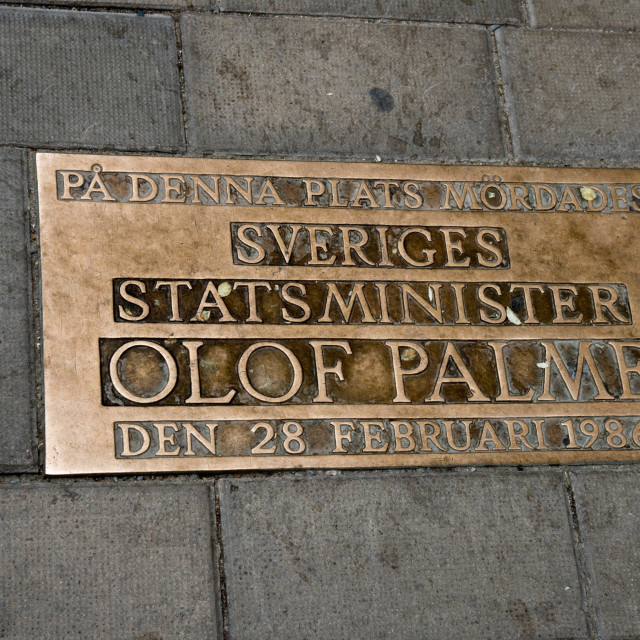 PÅ DENNA PLATS MÖRDADES
SVERIGES
STATSMINISTER
OLOF PALME
DEN 28 FEBRUARI 1986